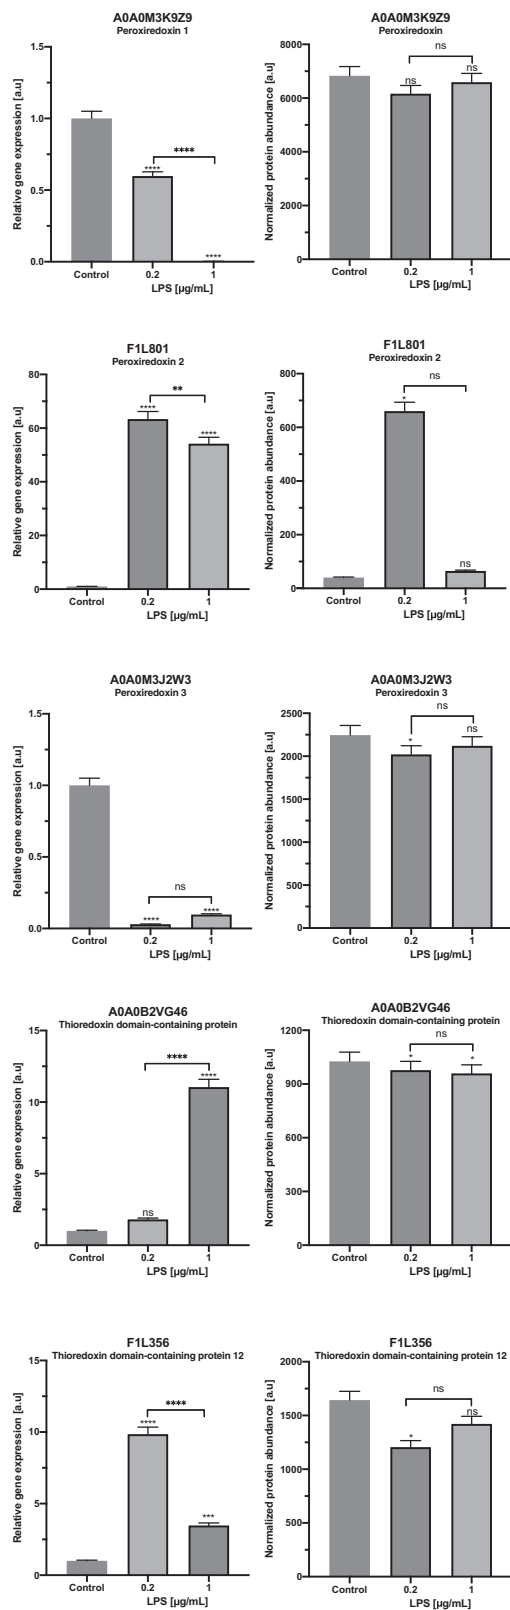 A0A0M3K9Z9
Peroxiredoxin 1
Relative gene expression [a.u]
1.5
1.0
0.5
0.0
****
****
****
Control
0.2
1
LPS [µg/mL]
A0A0M3K9Z9
Peroxiredoxin
Normalized protein abundance [a.u]
8000
6000
4000
2000
0
ns
ns
ns
Control
0.2
1
LPS [µg/mL]
F1L801
Peroxiredoxin 2
Relative gene expression [a.u]
80
60
40
20
0
**
****
****
Control
0.2
1
LPS [µg/mL]
F1L801
Peroxiredoxin 2
Normalized protein abundance [a.u]
800
600
400
200
0
ns
*
ns
Control
0.2
1
LPS [µg/mL]
A0A0M3J2W3
Peroxiredoxin 3
Relative gene expression [a.u]
1.5
1.0
0.5
0.0
ns
****
****
Control
0.2
1
LPS [µg/mL]
A0A0M3J2W3
Peroxiredoxin 3
Normalized protein abundance [a.u]
2500
2250
1750
1250
750
250
0
ns
*
ns
Control
0.2
1
LPS [µg/mL]
A0A0B2VG46
Thioredoxin domain-containing protein
Relative gene expression [a.u]
15
10
5
0
****
ns
****
Control
0.2
1
LPS [µg/mL]
A0A0B2VG46
Thioredoxin domain-containing protein
Normalized protein abundance [a.u]
1200
900
600
300
0
ns
*
*
Control
0.2
1
LPS [µg/mL]
F1L356
Thioredoxin domain-containing protein 12
Relative gene expression [a.u]
15
10
5
0
****
****
***
Control
0.2
1
LPS [µg/mL]
F1L356
Thioredoxin domain-containing protein 12
Normalized protein abundance [a.u]
2000
1500
1250
750
500
0
ns
*
ns
Control
0.2
1
LPS [µg/mL]